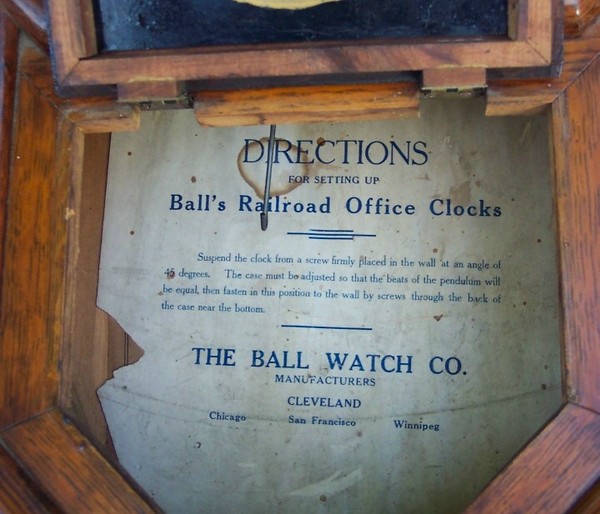 DIRECTIONS
FOR SETTING UP
Ball's Railroad Office Clocks
Suspend the clock from a screw firmly placed in the wall at an angle of
45 degrees. The case must be adjusted so that the beats of the pendulum will
be equal, then fasten in this position to the wall by screws through the back of
the case near the bottom.
THE BALL WATCH CO.
MANUFACTURERS
CLEVELAND
Chicago San Francisco Winnipeg